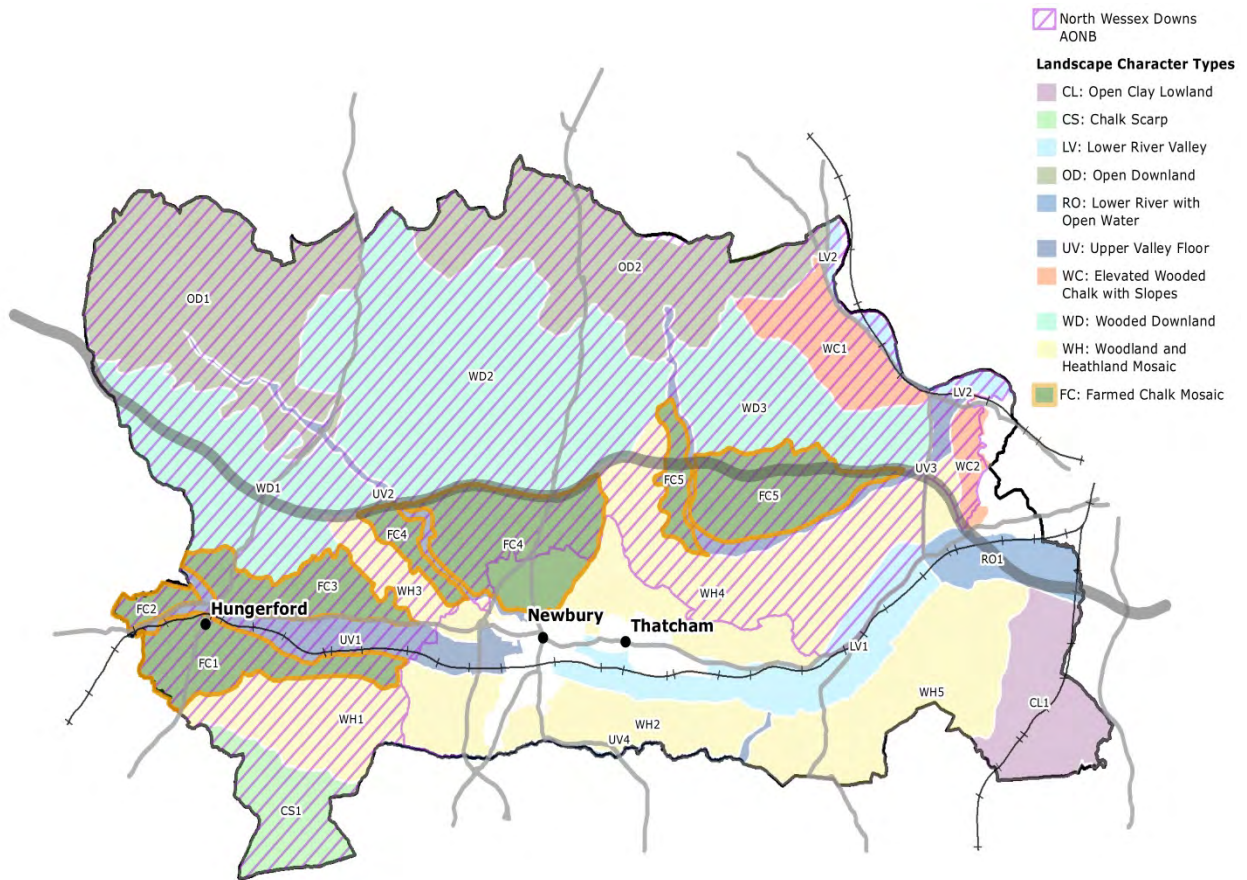 North Wessex Downs
AONB
Landscape Character Types
CL: Open Clay Lowland
CS: Chalk Scarp
LV: Lower River Valley
OD: Open Downland
RO: Lower River with
Open Water
UV: Upper Valley Floor
WC: Elevated Wooded
Chalk with Slopes
WD: Wooded Downland
WH: Woodland and
Heathland Mosaic
FC: Farmed Chalk Mosaic
LV2
OD2
OD1
WC1
WD2
LV2
WD3
WC2
UV3
FC5
FC5
WD1
UV2
FC4
FC4
RO1
FC3
WH3
WH4
FC2
Hungerford
Newbury
Thatcham
UV1
LV1
FC1
WH5
CL1
WH1
WH2
UV4
CS1